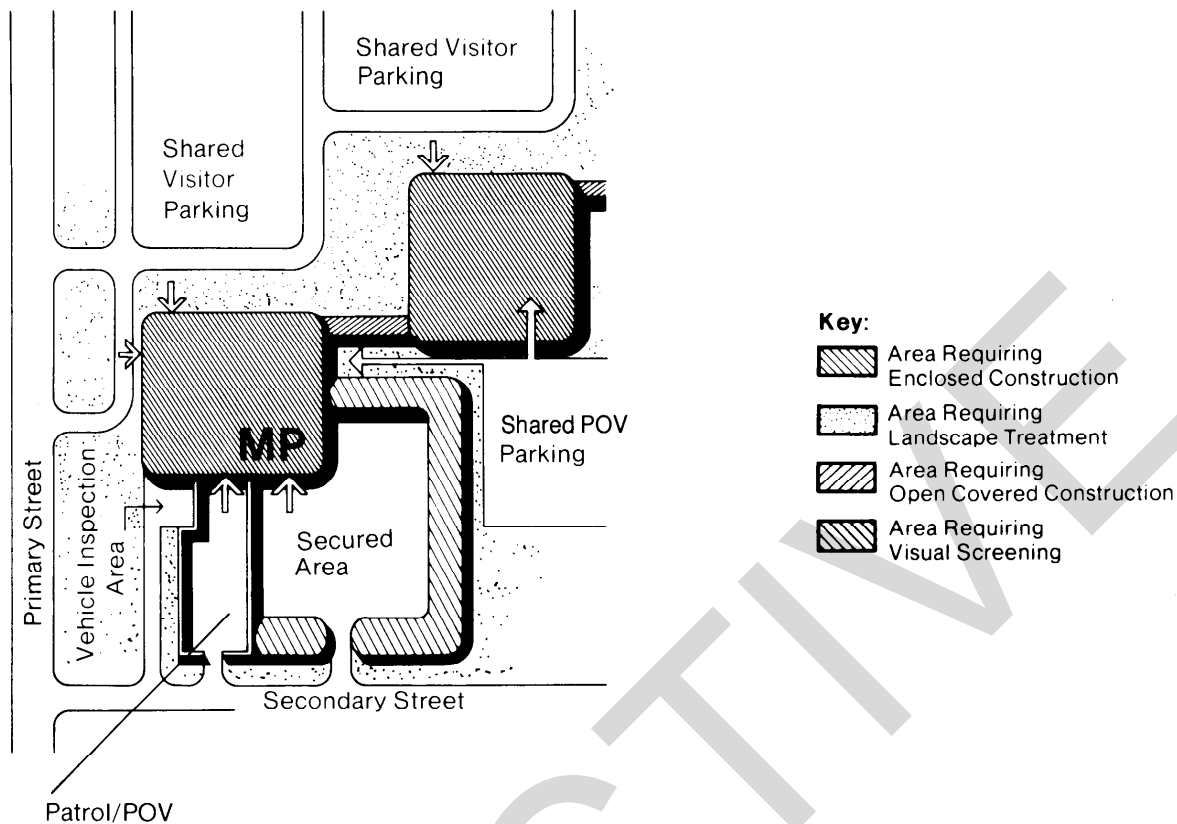 Shared Visitor
Parking
Shared
Visitor
Parking
MP
Shared POV
Parking
Secured
Area
Vehicle Inspection
Area
Primary Street
Secondary Street
Patrol/POV
Key:
Area Requiring
Enclosed Construction
Area Requiring
Landscape Treatment
Area Requiring
Open Covered Construction
Area Requiring
Visual Screening
CTIVE